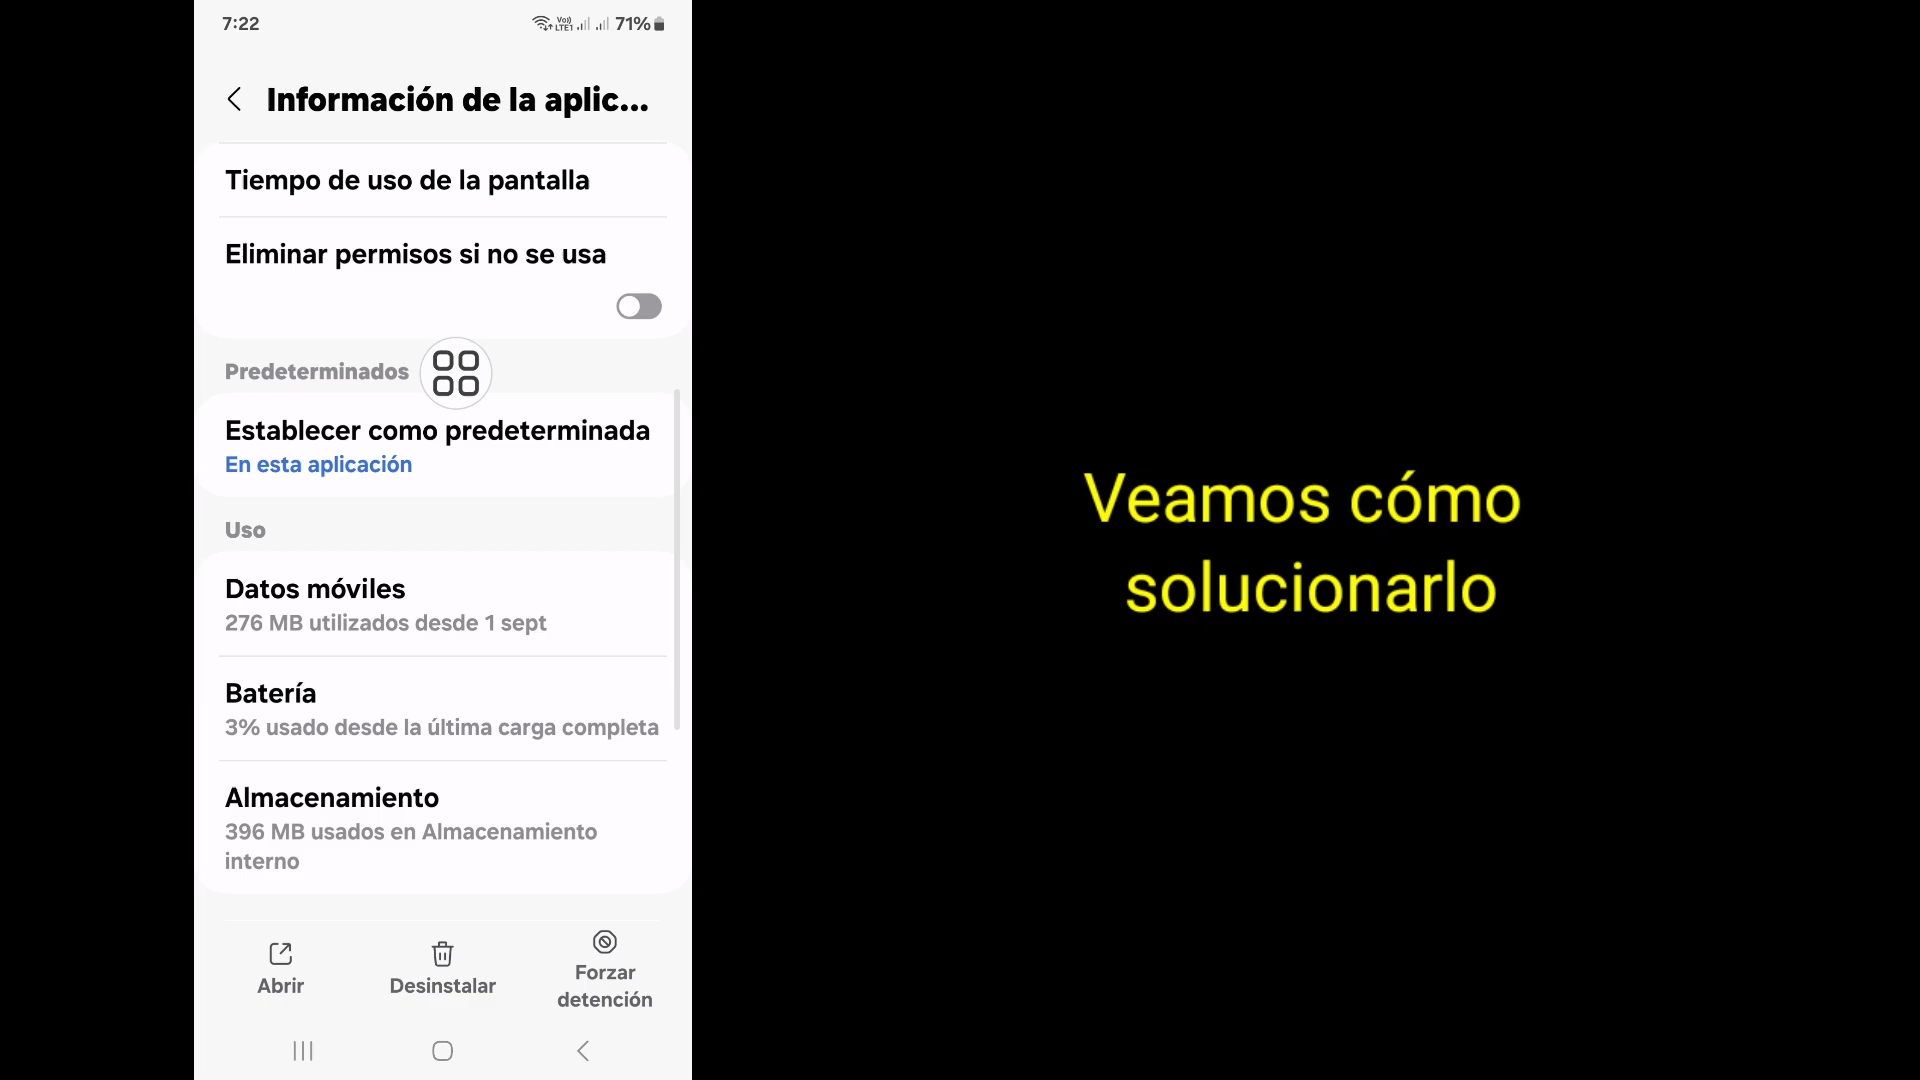 7:22
Vo))
LTE1
71%
Información de la aplic...
Tiempo de uso de la pantalla
Eliminar permisos si no se usa
Predeterminados
Establecer como predeterminada
En esta aplicación
Uso
Datos móviles
276 MB utilizados desde 1 sept
Batería
3% usado desde la última carga completa
Almacenamiento
396 MB usados en Almacenamiento
interno
Abrir
Desinstalar
Forzar
detención
Veamos cómo
solucionarlo